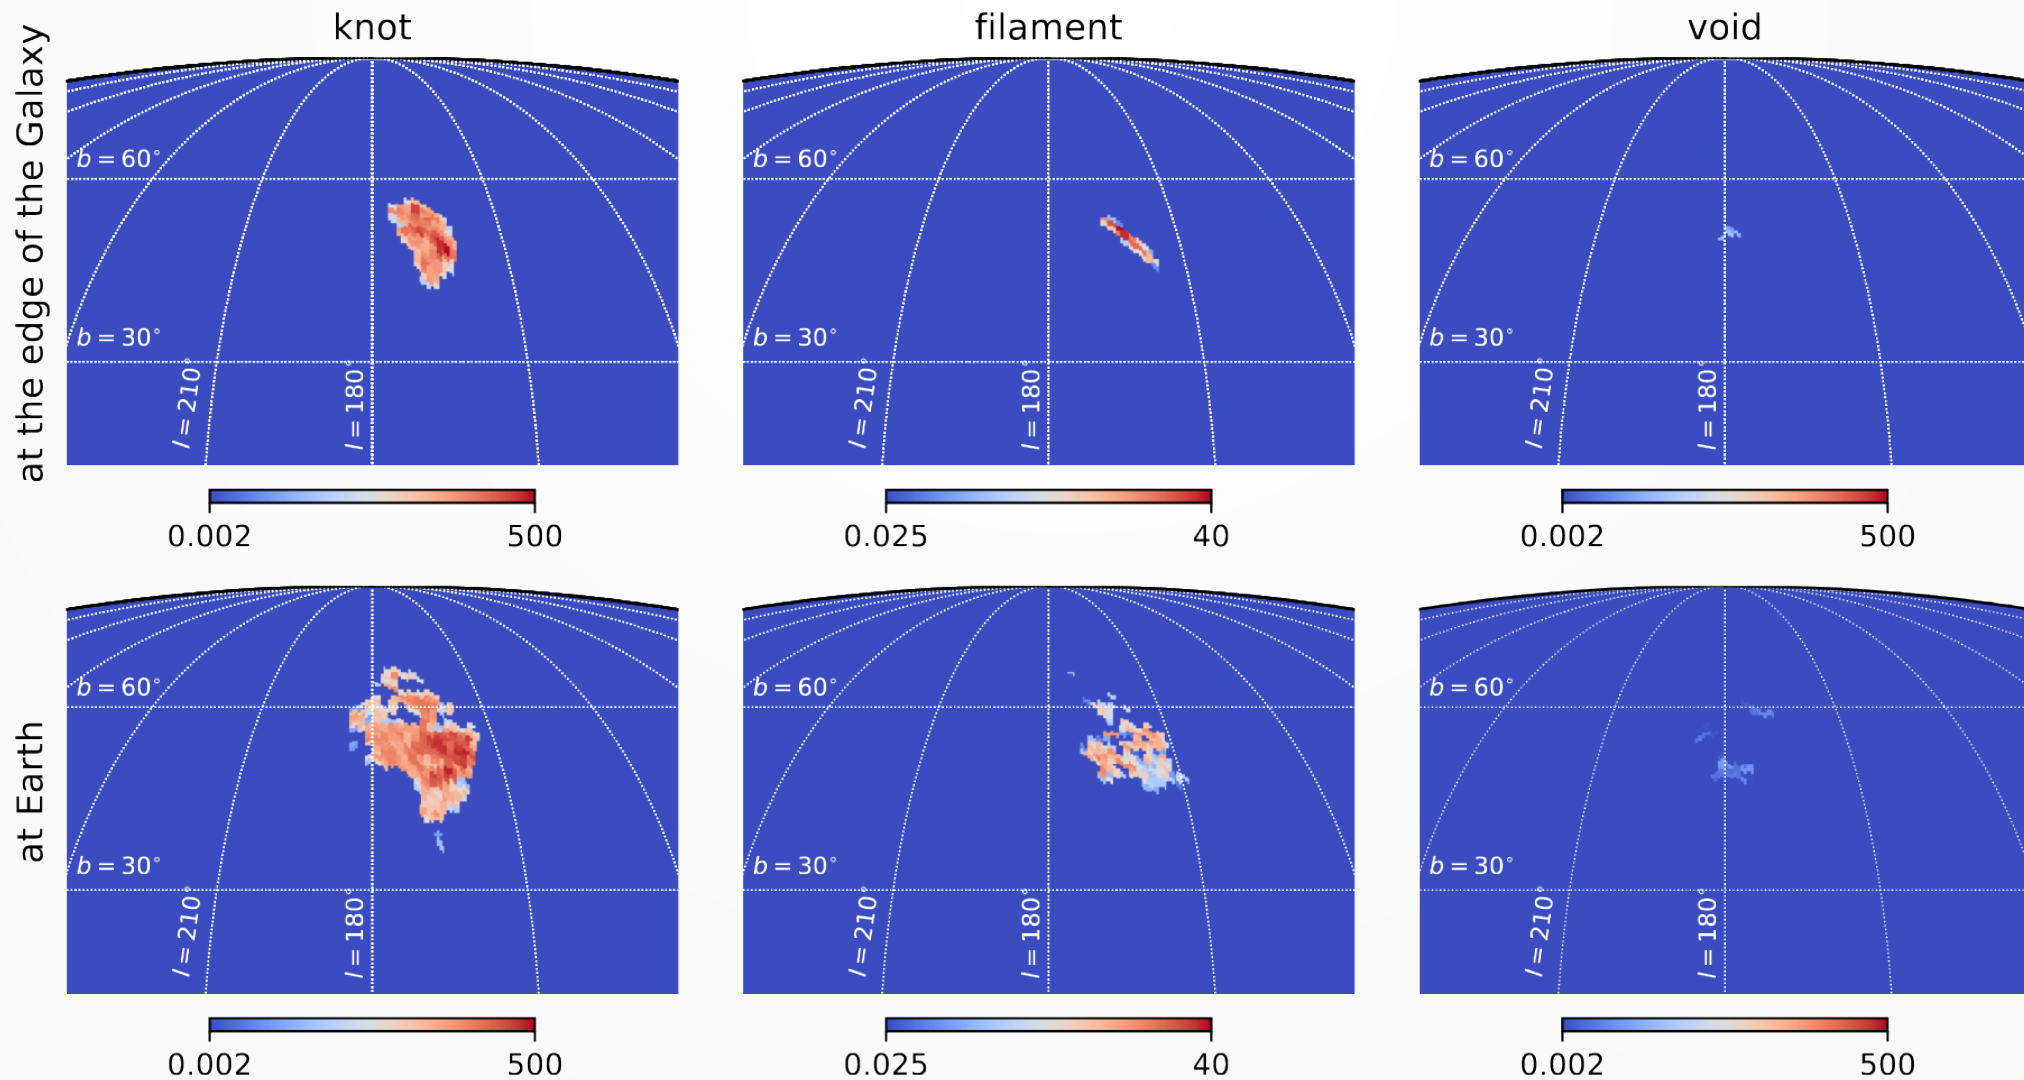 knot filament void
at the edge of the Galaxy
b = 60° b = 60° b = 60°
b = 30° b = 30° b = 30°
l = 210° l = 180° l = 210° l = 180° l = 210° l = 180°
0.002 500 0.025 40 0.002 500
at Earth
b = 60° b = 60° b = 60°
b = 30° b = 30° b = 30°
l = 210° l = 180° l = 210° l = 180° l = 210° l = 180°
0.002 500 0.025 40 0.002 500